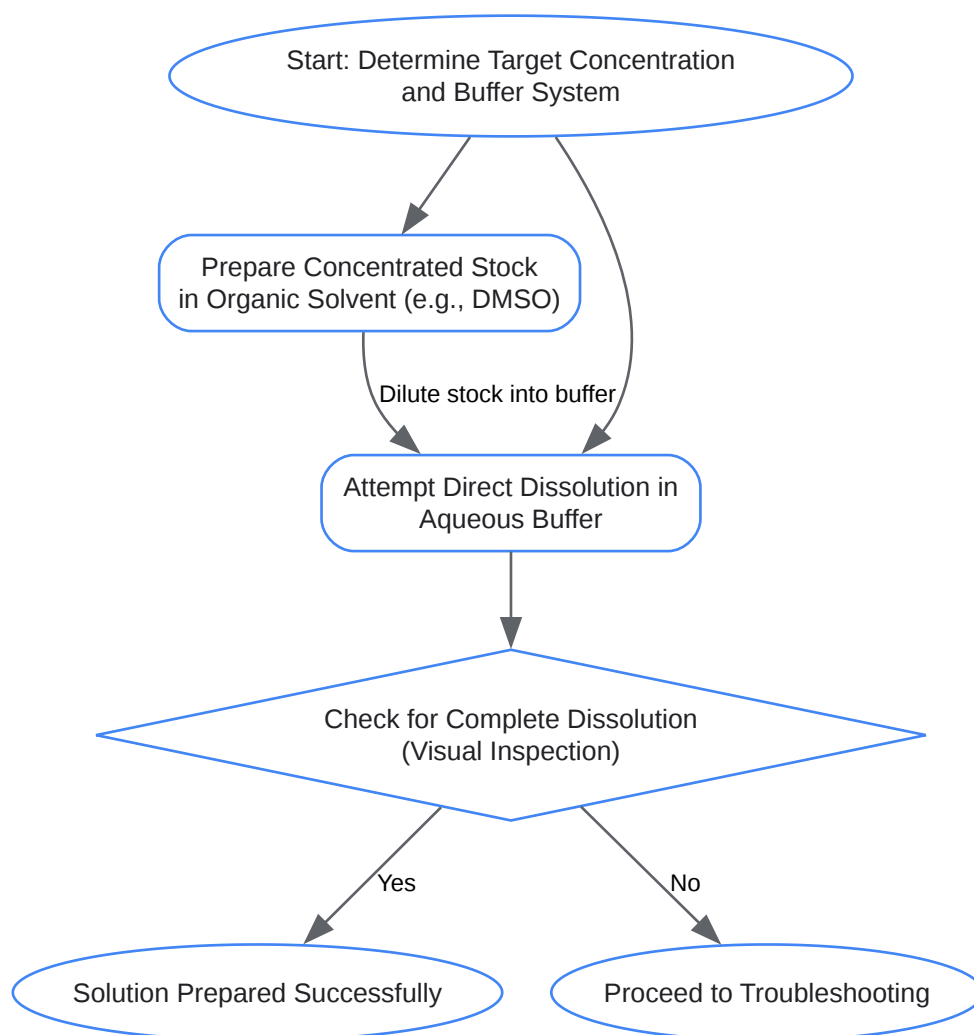 Start: Determine Target Concentration
and Buffer System
Prepare Concentrated Stock
in Organic Solvent (e.g., DMSO)
Dilute stock into buffer
Attempt Direct Dissolution in
Aqueous Buffer
Check for Complete Dissolution
(Visual Inspection)
Yes
No
Solution Prepared Successfully
Proceed to Troubleshooting